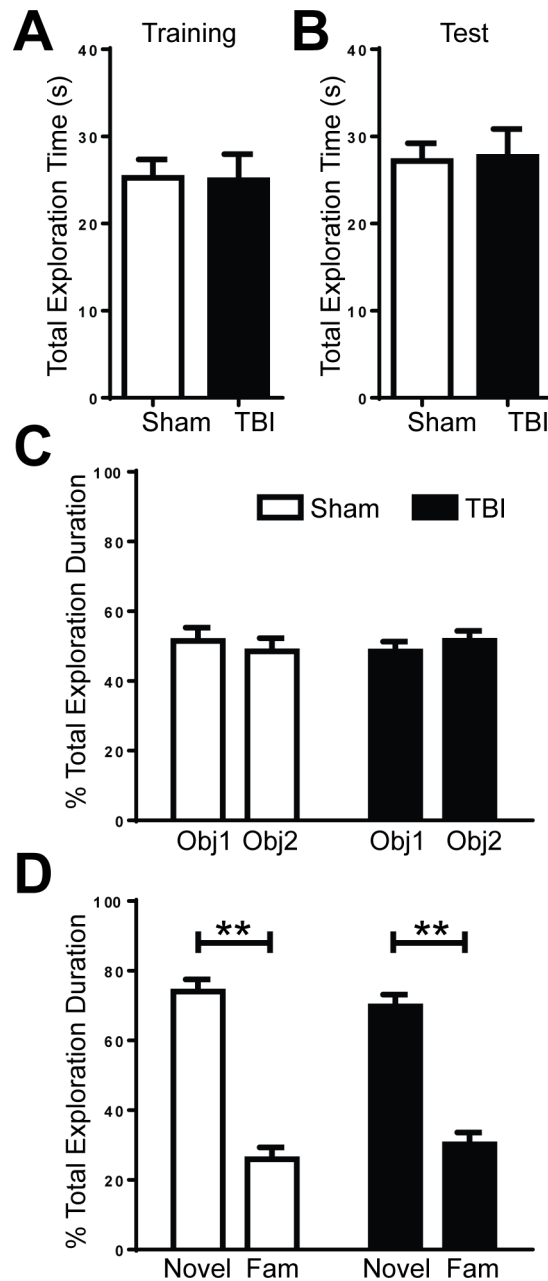 A Training
Total Exploration Time (s)
40
30
20
10
0
Sham TBI
B Test
Total Exploration Time (s)
40
30
20
10
0
Sham TBI
C
% Total Exploration Duration
100
80
60
40
20
0
Sham TBI
Obj1 Obj2 Obj1 Obj2
D
% Total Exploration Duration
100
80
60
40
20
0
** **
Novel Fam Novel Fam